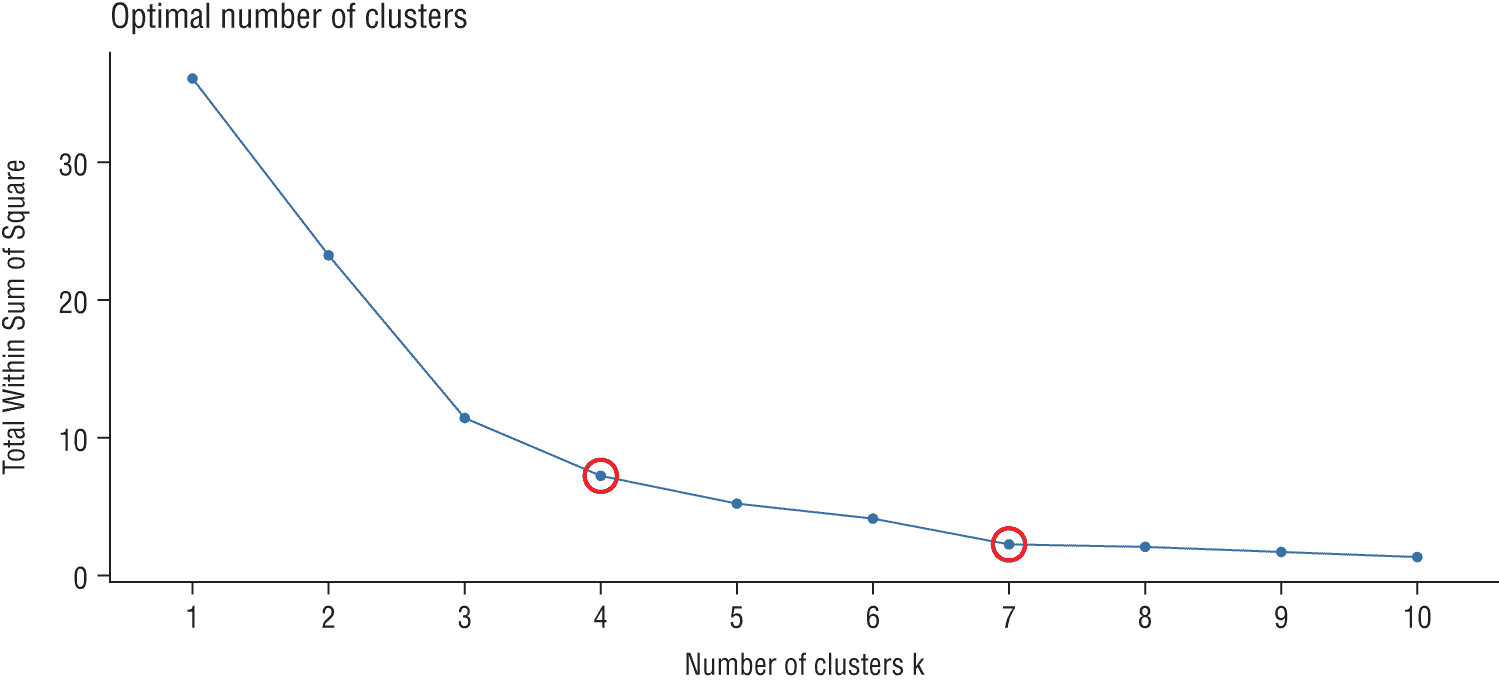 Optimal number of clusters
Total Within Sum of Square
30
20
10
0
1 2 3 4 5 6 7 8 9 10
Number of clusters k